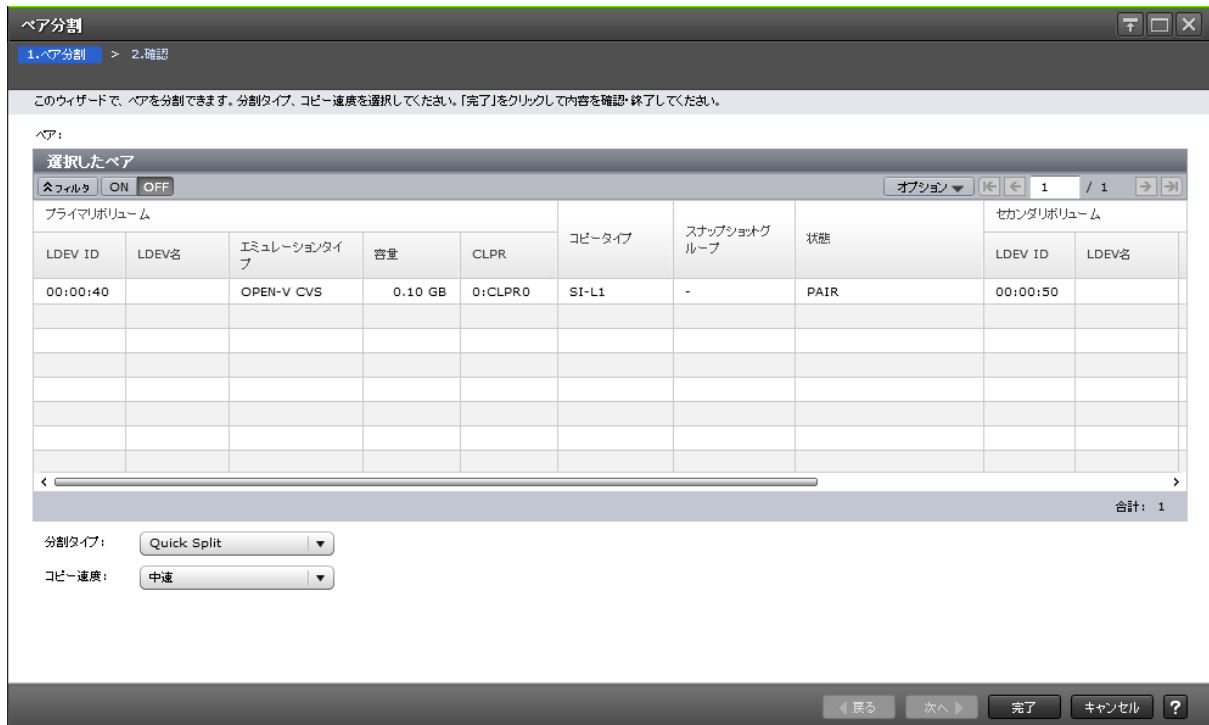 ペア分割
1.ペア分割 > 2.確認
このウィザードで、ペアを分割できます。分割タイプ、コピー速度を選択してください。「完了」をクリックして内容を確認・終了してください。
ペア:
選択したペア
フィルタ ON OFF オプション 1 / 1
プライマリボリューム コピータイプ スナップショットグループ 状態 セカンダリボリューム
LDEV ID LDEV名 エミュレーションタイプ 容量 CLPR LDEV ID LDEV名
00:00:40 OPEN-V CVS 0.10 GB 0:CLPR0 SI-L1 - PAIR 00:00:50
合計: 1
分割タイプ: Quick Split
コピー速度: 中速
戻る 次へ 完了 キャンセル ?